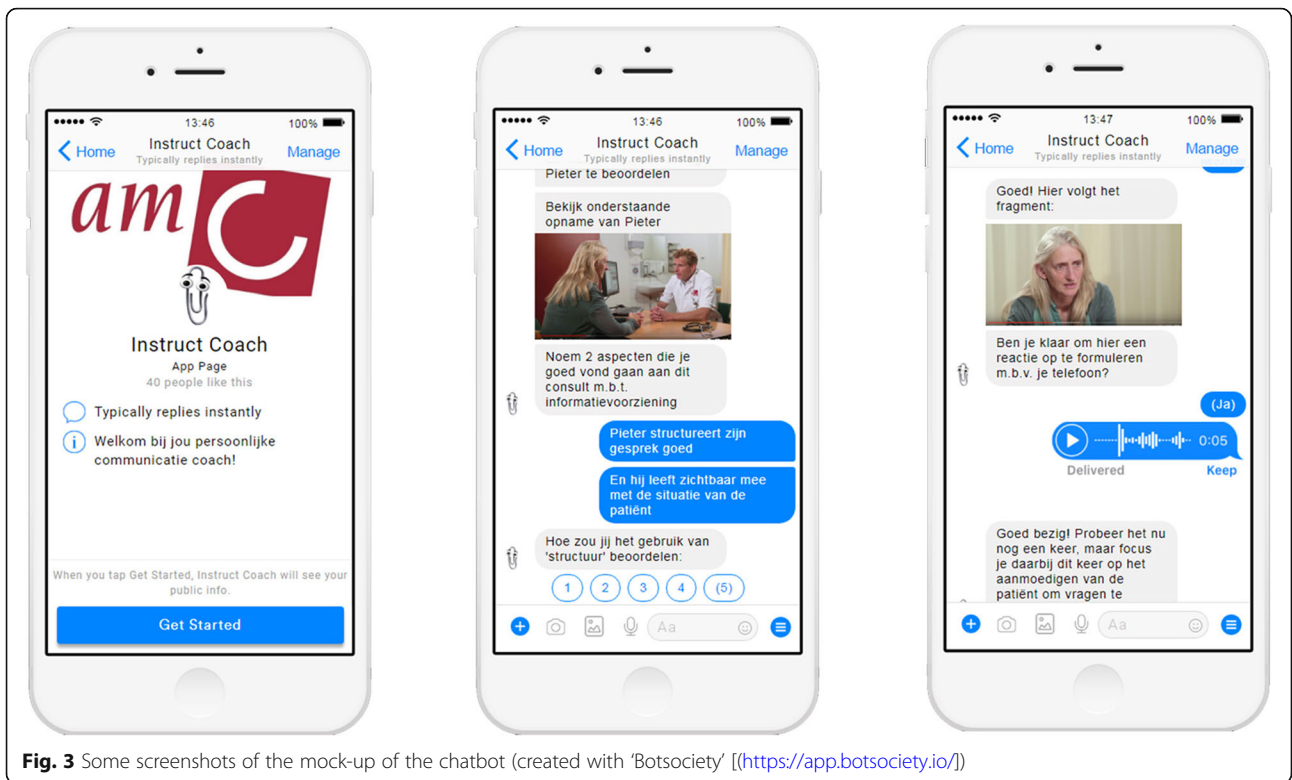 13:46
100%
Home
Instruct Coach
Typically replies instantly
Manage
amC
Instruct Coach
App Page
40 people like this
Typically replies instantly
Welkom bij jou persoonlijke
communicatie coach!
When you tap Get Started, Instruct Coach will see your
public info.
Get Started
13:46
100%
Home
Instruct Coach
Typically replies instantly
Manage
Pieter te beoordelen
Bekijk onderstaande
opname van Pieter
Noem 2 aspecten die je
goed vond gaan aan dit
consult m.b.t.
informatievoorziening
Pieter structureert zijn
gesprek goed
En hij leeft zichtbaar mee
met de situatie van de
patiënt
Hoe zou jij het gebruik van
'structuur' beoordelen:
1
2
3
4
(5)
Aa
13:47
100%
Home
Instruct Coach
Typically replies instantly
Manage
Goed! Hier volgt het
fragment:
Ben je klaar om hier een
reactie op te formuleren
m.b.v. je telefoon?
(Ja)
0:05
Delivered
Keep
Goed bezig! Probeer het nu
nog een keer, maar focus
je daarbij dit keer op het
aanmoedigen van de
patiënt om vragen te
Aa
Fig. 3 Some screenshots of the mock-up of the chatbot (created with ‘Botsociety’ [(https://app.botsociety.io/])